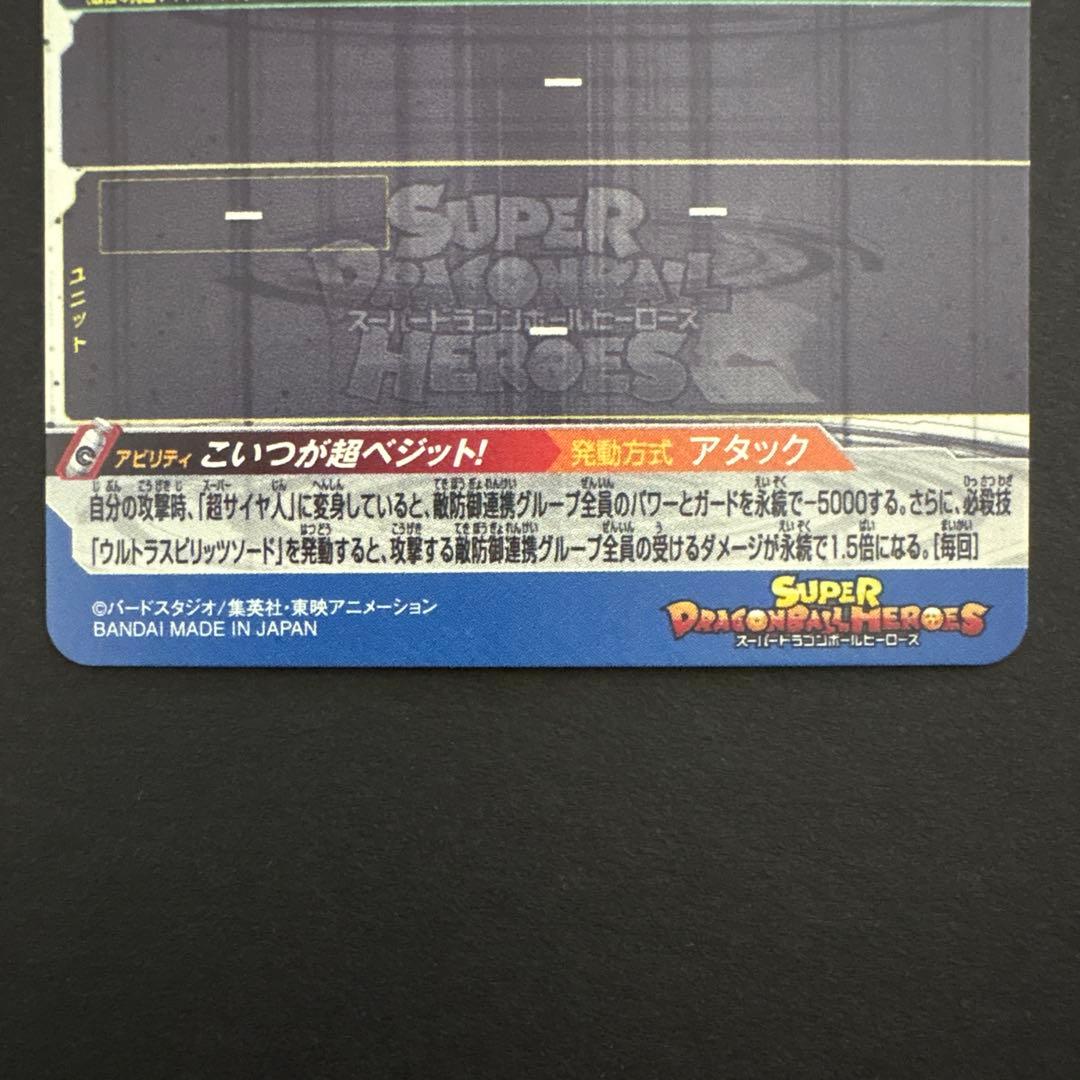 ー
ー
ー
SUPER
DRAGONBALL
スーパードラゴンボールヒーローズ
HEROES
ー
ユニット
アビリティ こいつが超ベジット! 発動方式 アタック
自分の攻撃時、「超サイヤ人」に変身していると、敵防御連携グループ全員のパワーとガードを永続で-5000する。さらに、必殺技
「ウルトラスピリッツソード」を発動すると、攻撃する敵防御連携グループ全員の受けるダメージが永続で1.5倍になる。[毎回]
©バードスタジオ/集英社・東映アニメーション
BANDAI MADE IN JAPAN
SUPER
DRAGONBALL HEROES
スーパードラゴンボールヒーローズ